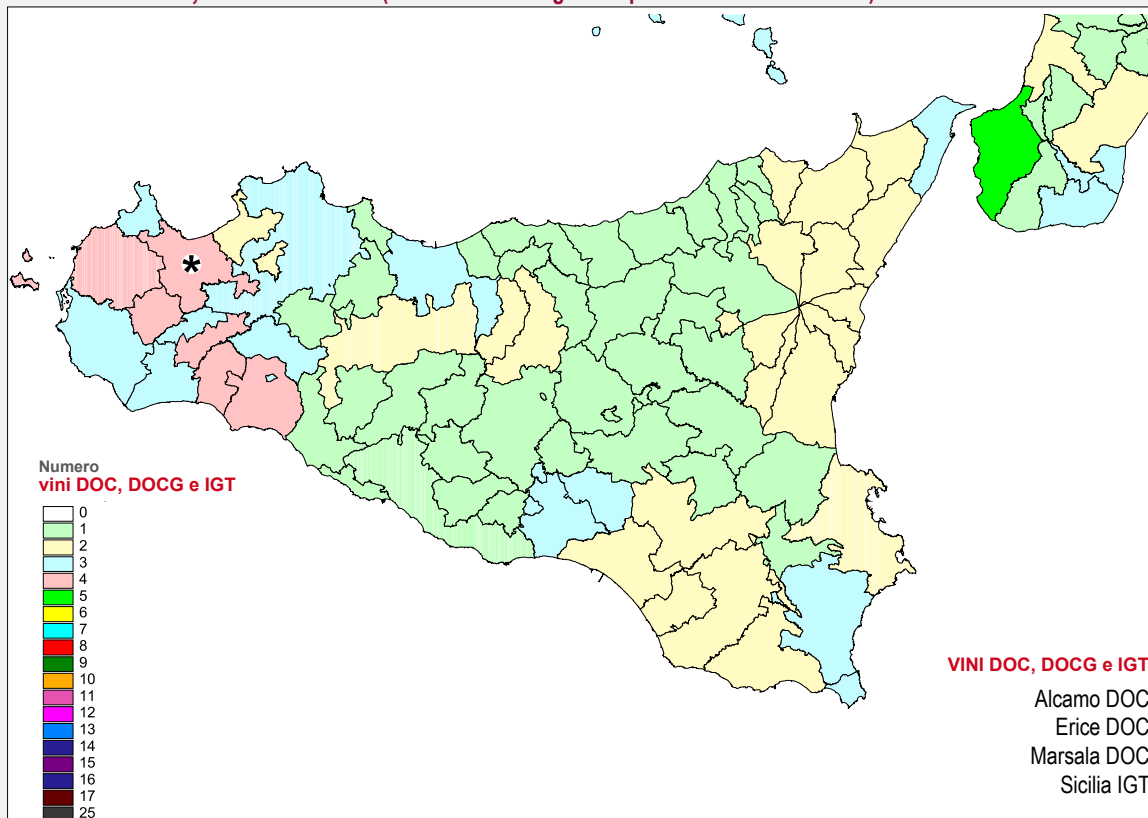 Numero
vini DOC, DOCG e IGT
0
1
2
3
4
5
6
7
8
9
10
11
12
13
14
15
16
17
25
*
VINI DOC, DOCG e IGT
Alcamo DOC
Erice DOC
Marsala DOC
Sicilia IGT